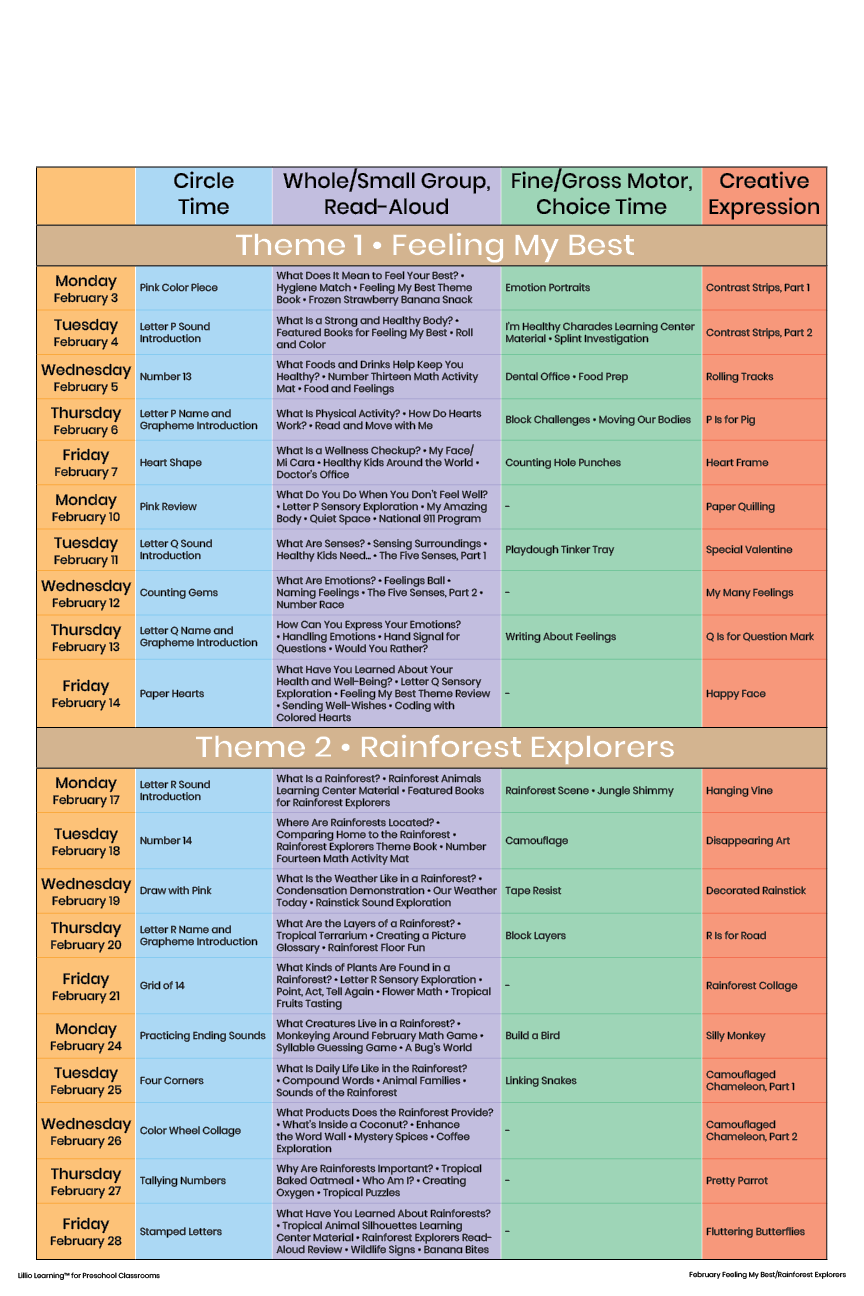 Circle
Time
Whole/Small Group,
Read-Aloud
Fine/Gross Motor,
Choice Time
Creative
Expression
Theme 1 • Feeling My Best
Monday
February 3
Pink Color Piece
What Does It Mean to Feel Your Best? •
Hygiene Match • Feeling My Best Theme
Book • Frozen Strawberry Banana Snack
Emotion Portraits
Contrast Strips, Part 1
Tuesday
February 4
Letter P Sound
Introduction
What Is a Strong and Healthy Body? •
Featured Books for Feeling My Best • Roll
and Color
I'm Healthy Charades Learning Center
Material • Splint Investigation
Contrast Strips, Part 2
Wednesday
February 5
Number 13
What Foods and Drinks Help Keep You
Healthy? • Number Thirteen Math Activity
Mat • Food and Feelings
Dental Office • Food Prep
Rolling Tracks
Thursday
February 6
Letter P Name and
Grapheme Introduction
What Is Physical Activity? • How Do Hearts
Work? • Read and Move with Me
Block Challenges • Moving Our Bodies
P Is for Pig
Friday
February 7
Heart Shape
What Is a Wellness Checkup? • My Face/
Mi Cara • Healthy Kids Around the World •
Doctor's Office
Counting Hole Punches
Heart Frame
Monday
February 10
Pink Review
What Do You Do When You Don't Feel Well?
• Letter P Sensory Exploration • My Amazing
Body • Quiet Space • National 911 Program
-
Paper Quilling
Tuesday
February 11
Letter Q Sound
Introduction
What Are Senses? • Sensing Surroundings •
Healthy Kids Need... • The Five Senses, Part 1
Playdough Tinker Tray
Special Valentine
Wednesday
February 12
Counting Gems
What Are Emotions? • Feelings Ball •
Naming Feelings • The Five Senses, Part 2 •
Number Race
-
My Many Feelings
Thursday
February 13
Letter Q Name and
Grapheme Introduction
How Can You Express Your Emotions?
• Handling Emotions • Hand Signal for
Questions • Would You Rather?
Writing About Feelings
Q Is for Question Mark
Friday
February 14
Paper Hearts
What Have You Learned About Your
Health and Well-Being? • Letter Q Sensory
Exploration • Feeling My Best Theme Review
• Sending Well-Wishes • Coding with
Colored Hearts
-
Happy Face
Theme 2 • Rainforest Explorers
Monday
February 17
Letter R Sound
Introduction
What Is a Rainforest? • Rainforest Animals
Learning Center Material • Featured Books
for Rainforest Explorers
Rainforest Scene • Jungle Shimmy
Hanging Vine
Tuesday
February 18
Number 14
Where Are Rainforests Located? •
Comparing Home to the Rainforest •
Rainforest Explorers Theme Book • Number
Fourteen Math Activity Mat
Camouflage
Disappearing Art
Wednesday
February 19
Draw with Pink
What Is the Weather Like in a Rainforest? •
Condensation Demonstration • Our Weather
Today • Rainstick Sound Exploration
Tape Resist
Decorated Rainstick
Thursday
February 20
Letter R Name and
Grapheme Introduction
What Are the Layers of a Rainforest? •
Tropical Terrarium • Creating a Picture
Glossary • Rainforest Floor Fun
Block Layers
R Is for Road
Friday
February 21
Grid of 14
What Kinds of Plants Are Found in a
Rainforest? • Letter R Sensory Exploration •
Point, Act, Tell Again • Flower Math • Tropical
Fruits Tasting
-
Rainforest Collage
Monday
February 24
Practicing Ending Sounds
What Creatures Live in a Rainforest? •
Monkeying Around February Math Game •
Syllable Guessing Game • A Bug's World
Build a Bird
Silly Monkey
Tuesday
February 25
Four Corners
What Is Daily Life Like in the Rainforest?
• Compound Words • Animal Families •
Sounds of the Rainforest
Linking Snakes
Camouflaged
Chameleon, Part 1
Wednesday
February 26
Color Wheel Collage
What Products Does the Rainforest Provide?
• What's Inside a Coconut? • Enhance
the Word Wall • Mystery Spices • Coffee
Exploration
-
Camouflaged
Chameleon, Part 2
Thursday
February 27
Tallying Numbers
Why Are Rainforests Important? • Tropical
Baked Oatmeal • Who Am I? • Creating
Oxygen • Tropical Puzzles
-
Pretty Parrot
Friday
February 28
Stamped Letters
What Have You Learned About Rainforests?
• Tropical Animal Silhouettes Learning
Center Material • Rainforest Explorers Read-
Aloud Review • Wildlife Signs • Banana Bites
-
Fluttering Butterflies
Lillio Learning™ for Preschool Classrooms
February Feeling My Best/Rainforest Explorers